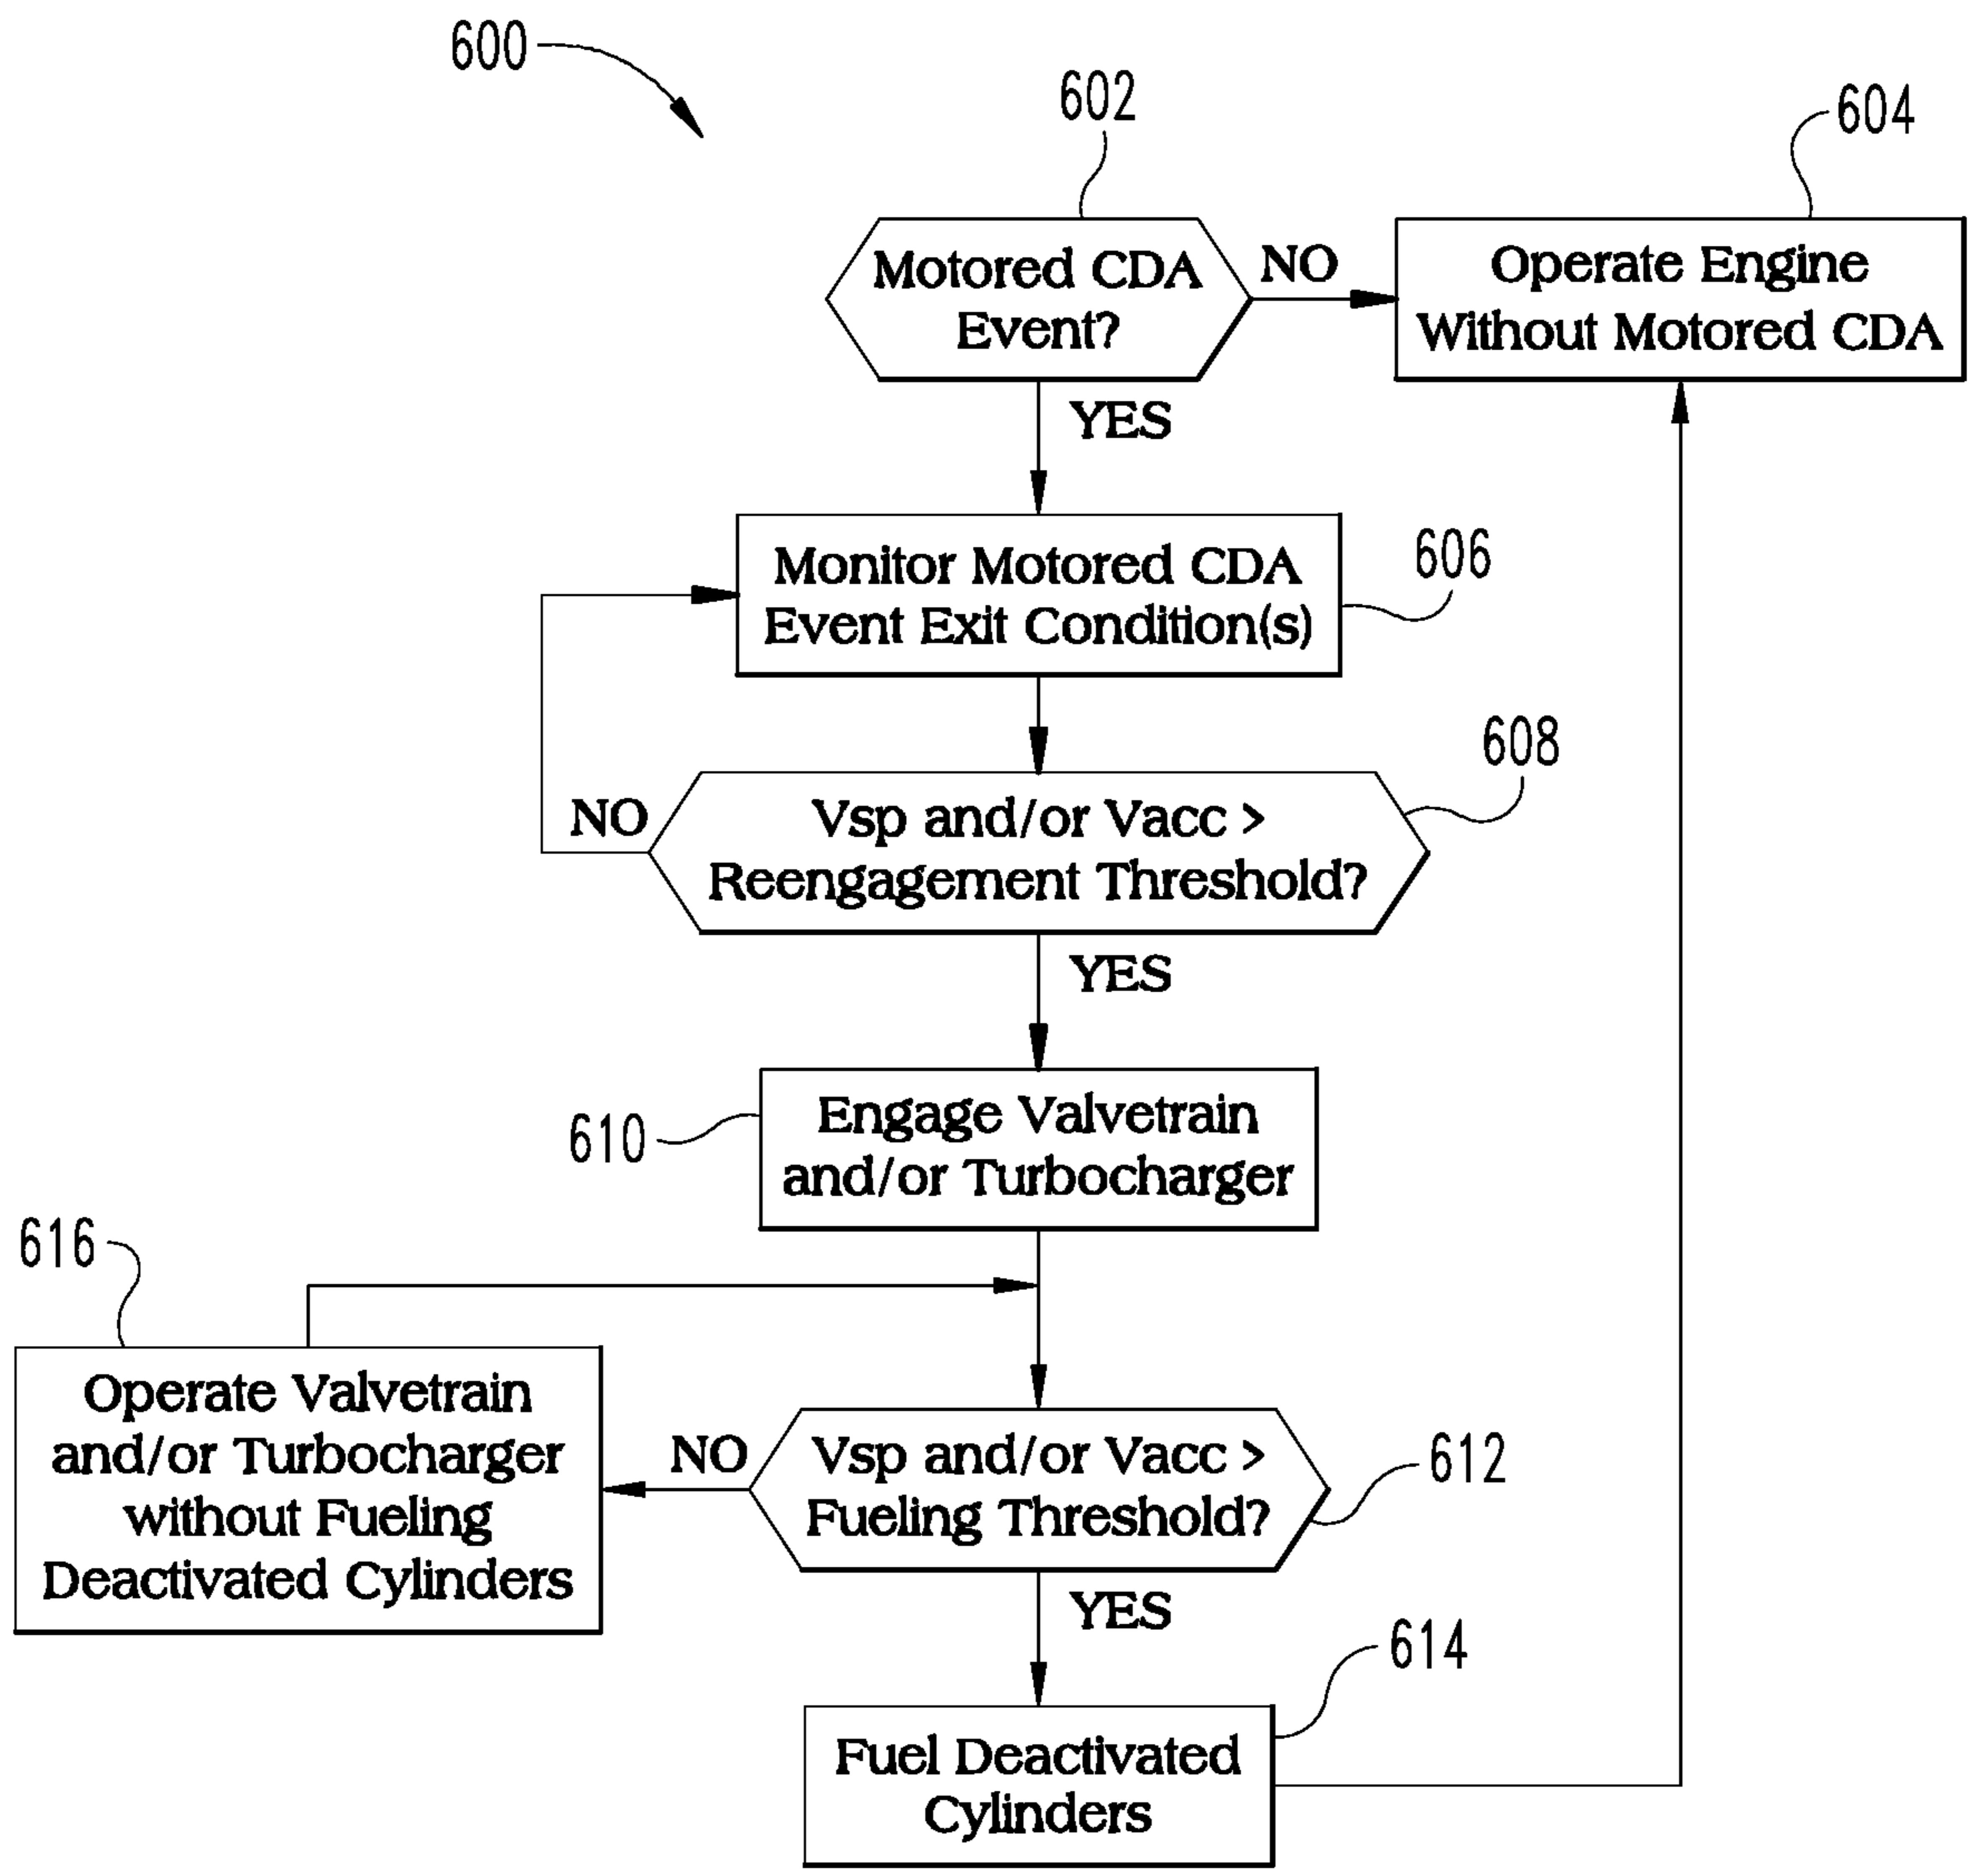 600
602
604
Motored CDA
Event?
NO
Operate Engine
Without Motored CDA
YES
Monitor Motored CDA
Event Exit Condition(s)
606
608
NO
Vsp and/or Vacc >
Reengagement Threshold?
YES
610
Engage Valvetrain
and/or Turbocharger
616
Operate Valvetrain
and/or Turbocharger
without Fueling
Deactivated Cylinders
NO
Vsp and/or Vacc >
Fueling Threshold?
612
YES
614
Fuel Deactivated
Cylinders